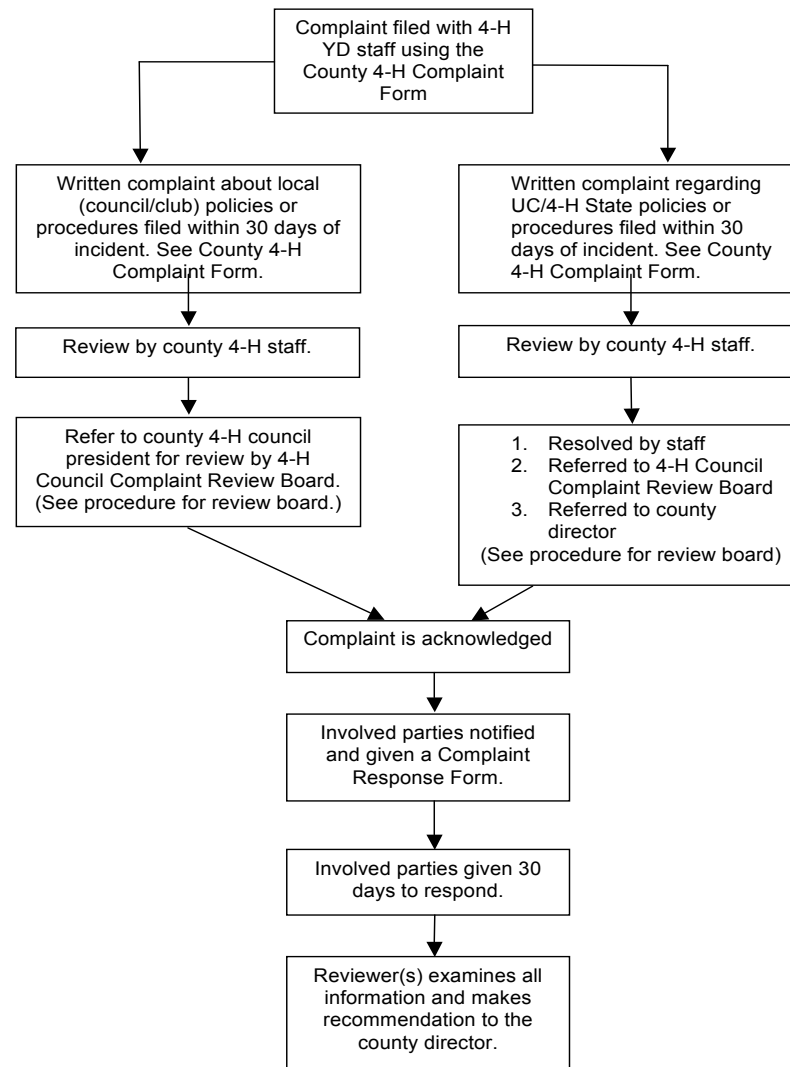 Complaint filed with 4-H
YD staff using the
County 4-H Complaint
Form
Written complaint about local
(council/club) policies or
procedures filed within 30 days of
incident. See County 4-H
Complaint Form.
Written complaint regarding
UC/4-H State policies or
procedures filed within 30
days of incident. See County
4-H Complaint Form.
Review by county 4-H staff.
Review by county 4-H staff.
Refer to county 4-H council
president for review by 4-H
Council Complaint Review Board.
(See procedure for review board.)
1. Resolved by staff
2. Referred to 4-H Council
Complaint Review Board
3. Referred to county
director
(See procedure for review board)
Complaint is acknowledged
Involved parties notified
and given a Complaint
Response Form.
Involved parties given 30
days to respond.
Reviewer(s) examines all
information and makes
recommendation to the
county director.